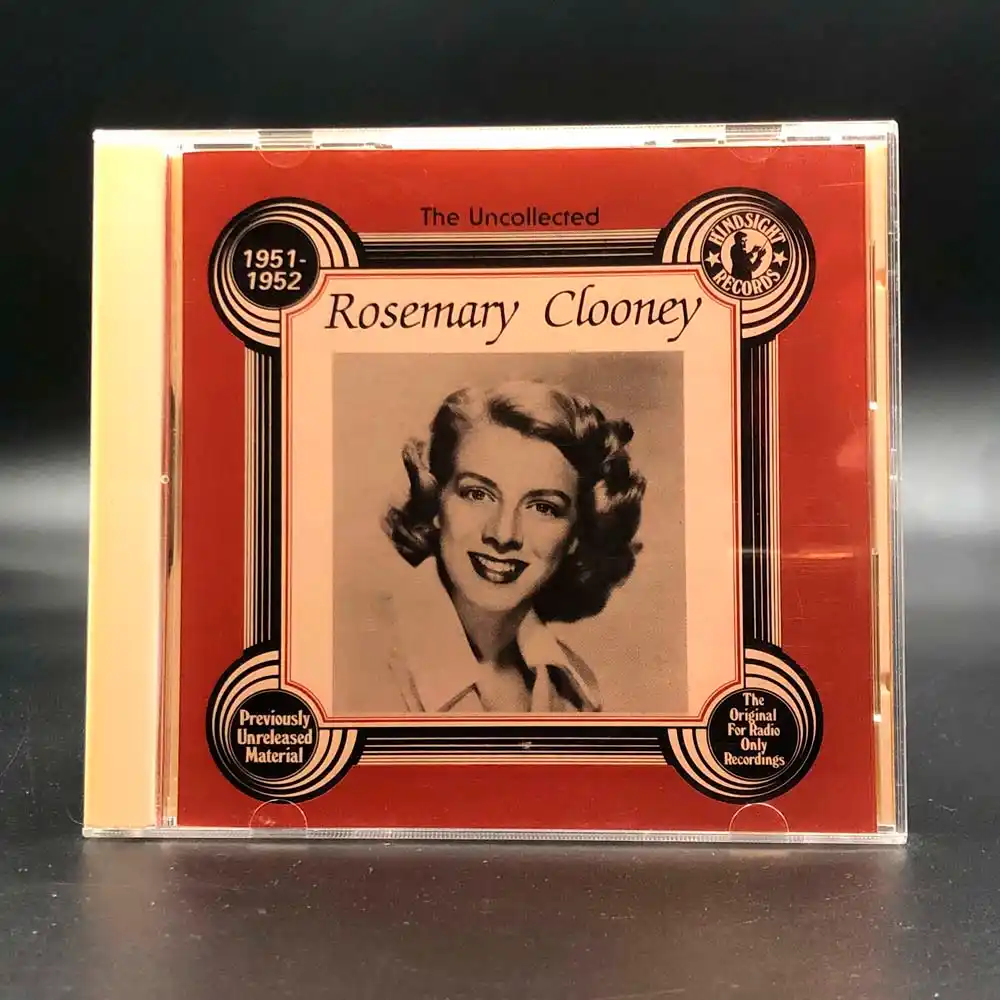 The Uncollected
1951-
1952
HINDSIGHT
RECORDS
Rosemary Clooney
Previously
Unreleased
Material
The
Original
For Radio
Only
Recordings